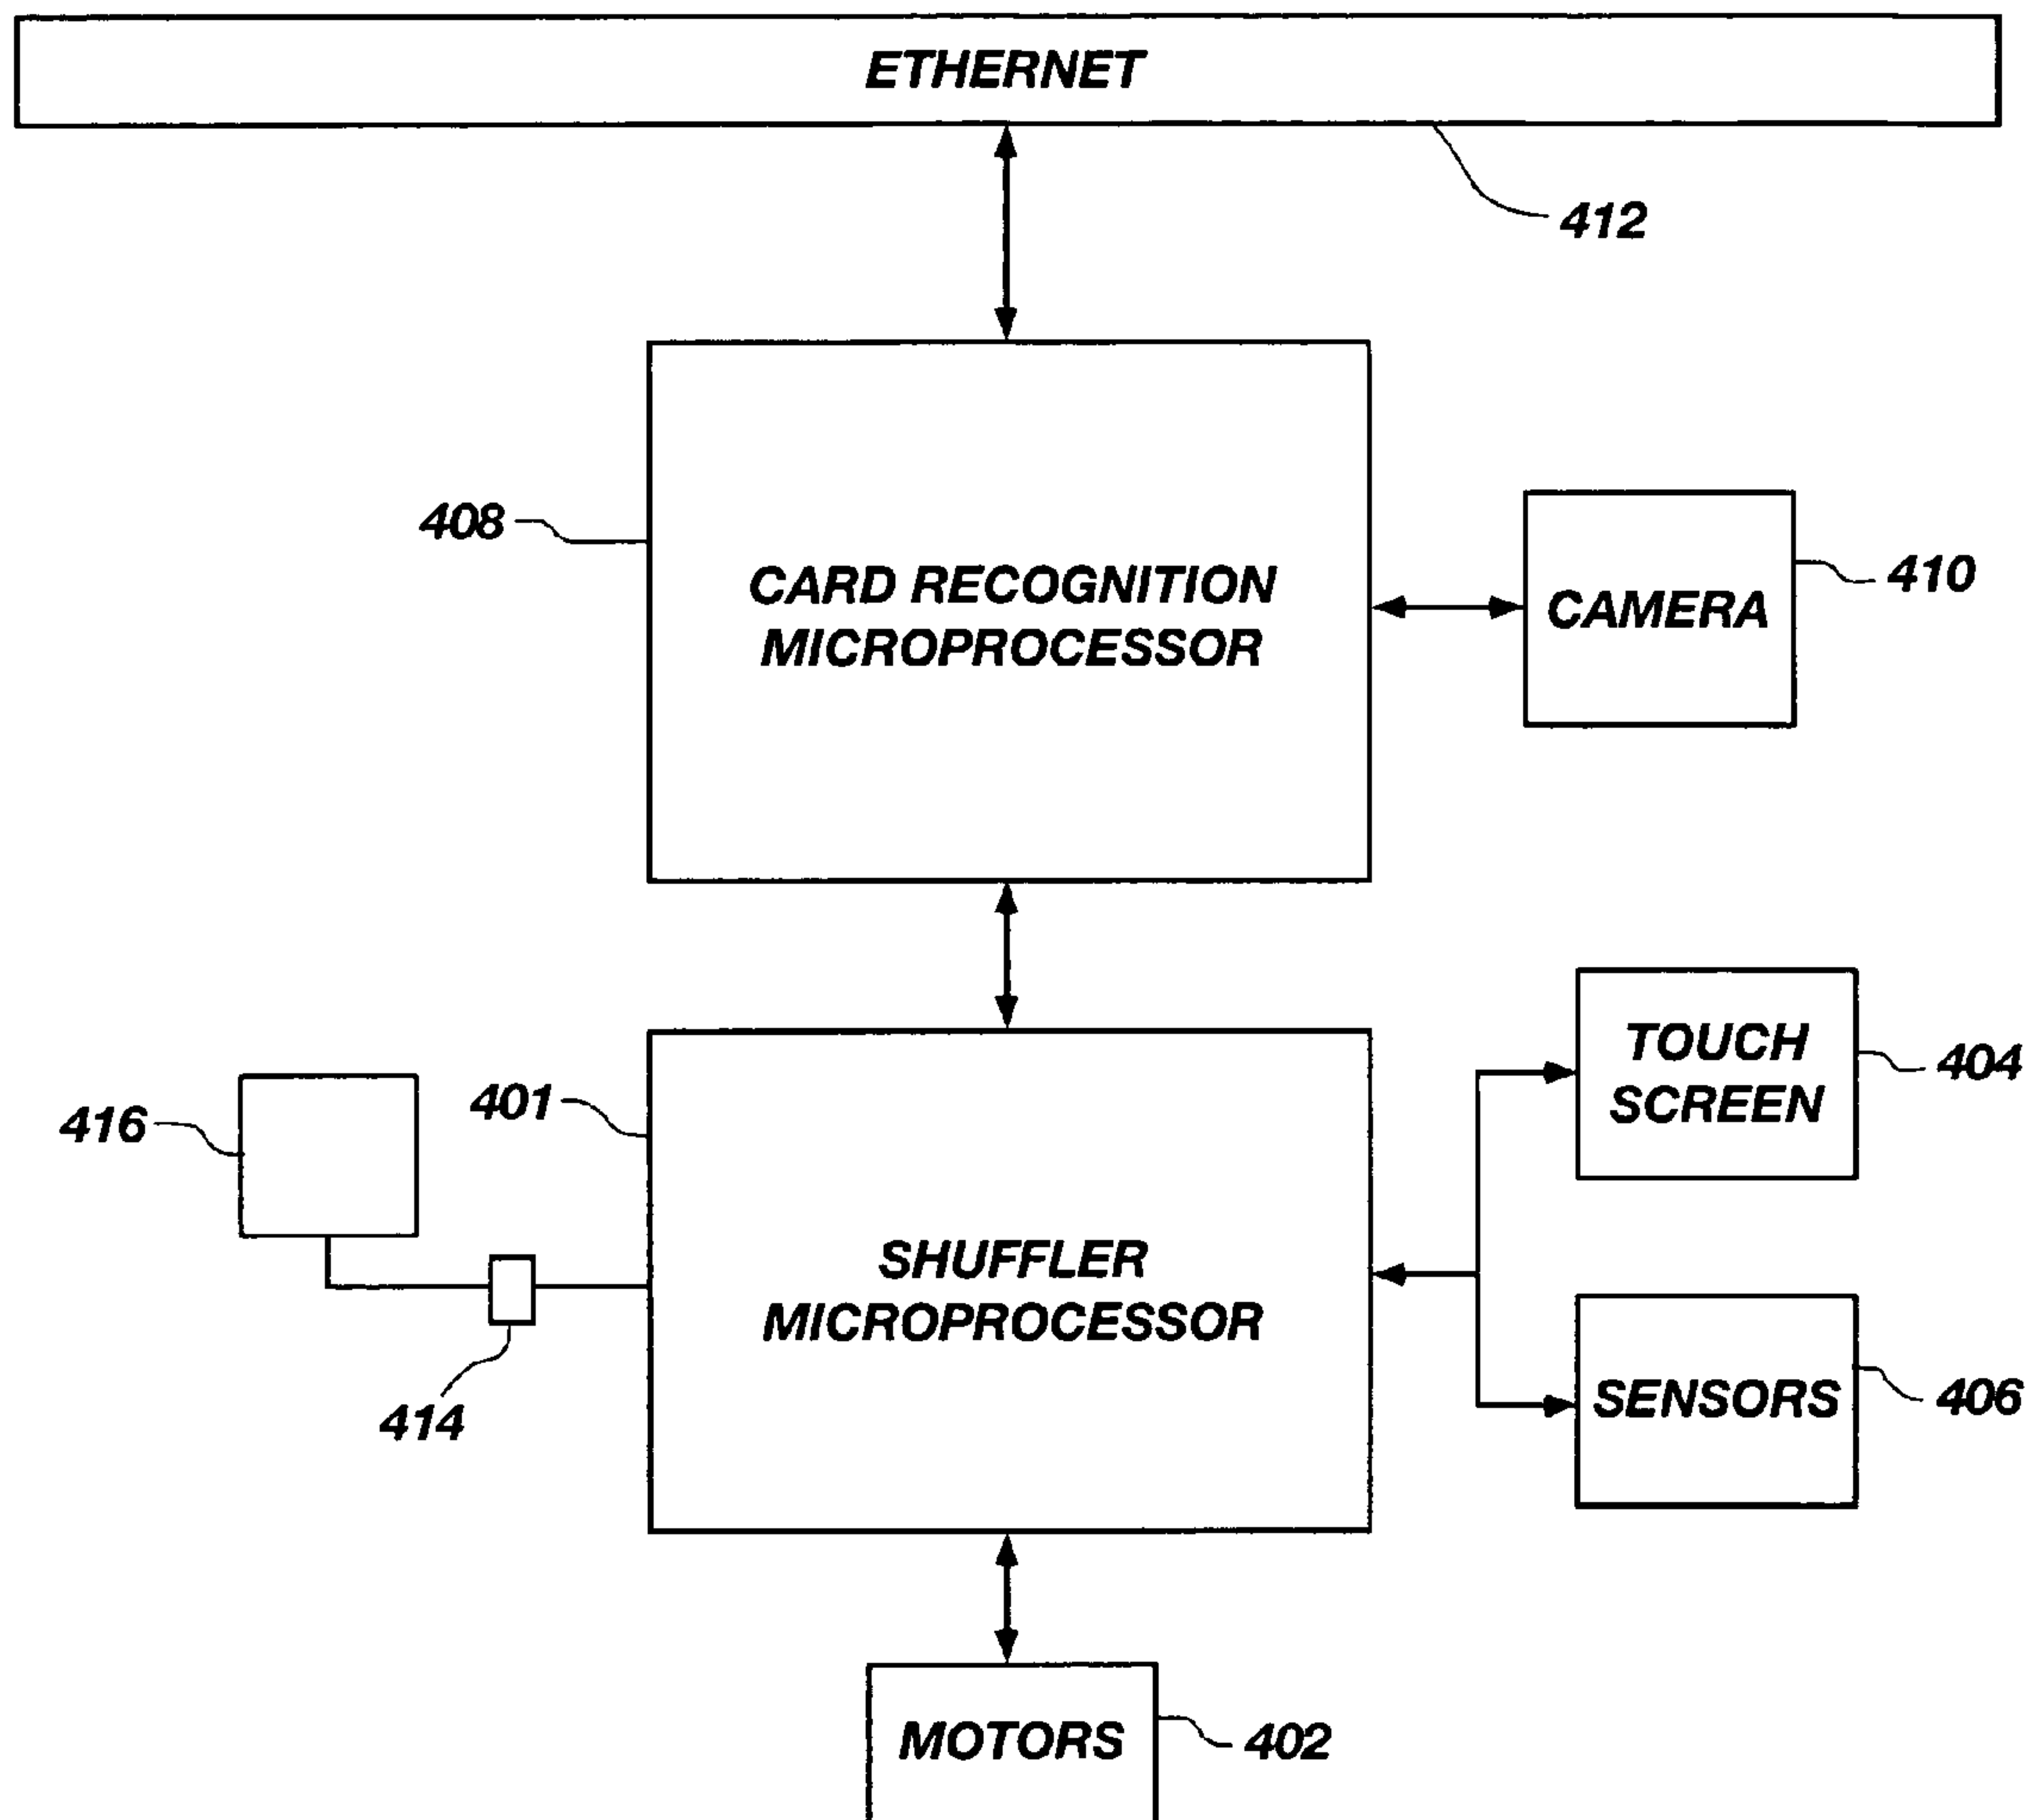 ETHERNET
412
408
CARD RECOGNITION
MICROPROCESSOR
CAMERA
410
TOUCH
SCREEN
404
416
401
SHUFFLER
MICROPROCESSOR
414
SENSORS
406
MOTORS
402